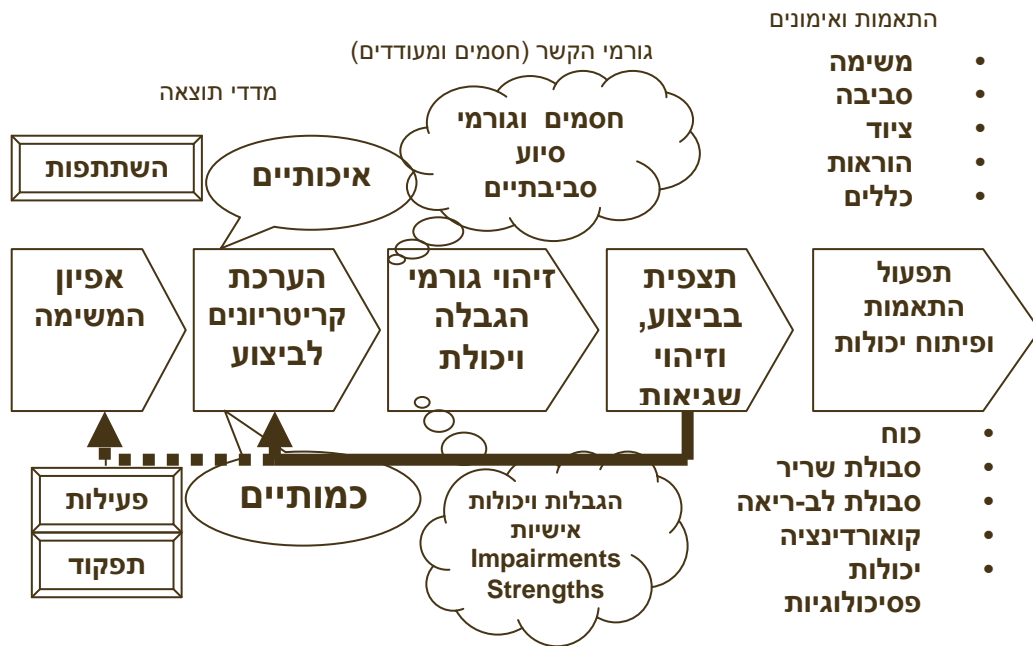 התאמות ואימונים
גורמי הקשר (חסמים ומעודדים)
מדדי תוצאה
• משימה
• סביבה
• ציוד
• הוראות
• כללים
חסמים וגורמי
סיוע
סביבתיים
איכותיים
השתתפות
אפיון
המשימה
הערכת
קריטריונים
לביצוע
זיהוי גורמי
הגבלה
ויכולת
תצפית
בביצוע,
וזיהוי
שגיאות
תפעול
התאמות
ופיתוח יכולות
פעילות
תפקוד
כמותיים
הגבלות ויכולות
אישיות
Impairments
Strengths
• כוח
• סבולת שריר
• סבולת לב-ריאה
• קואורדינציה
• יכולות
פסיכולוגיות